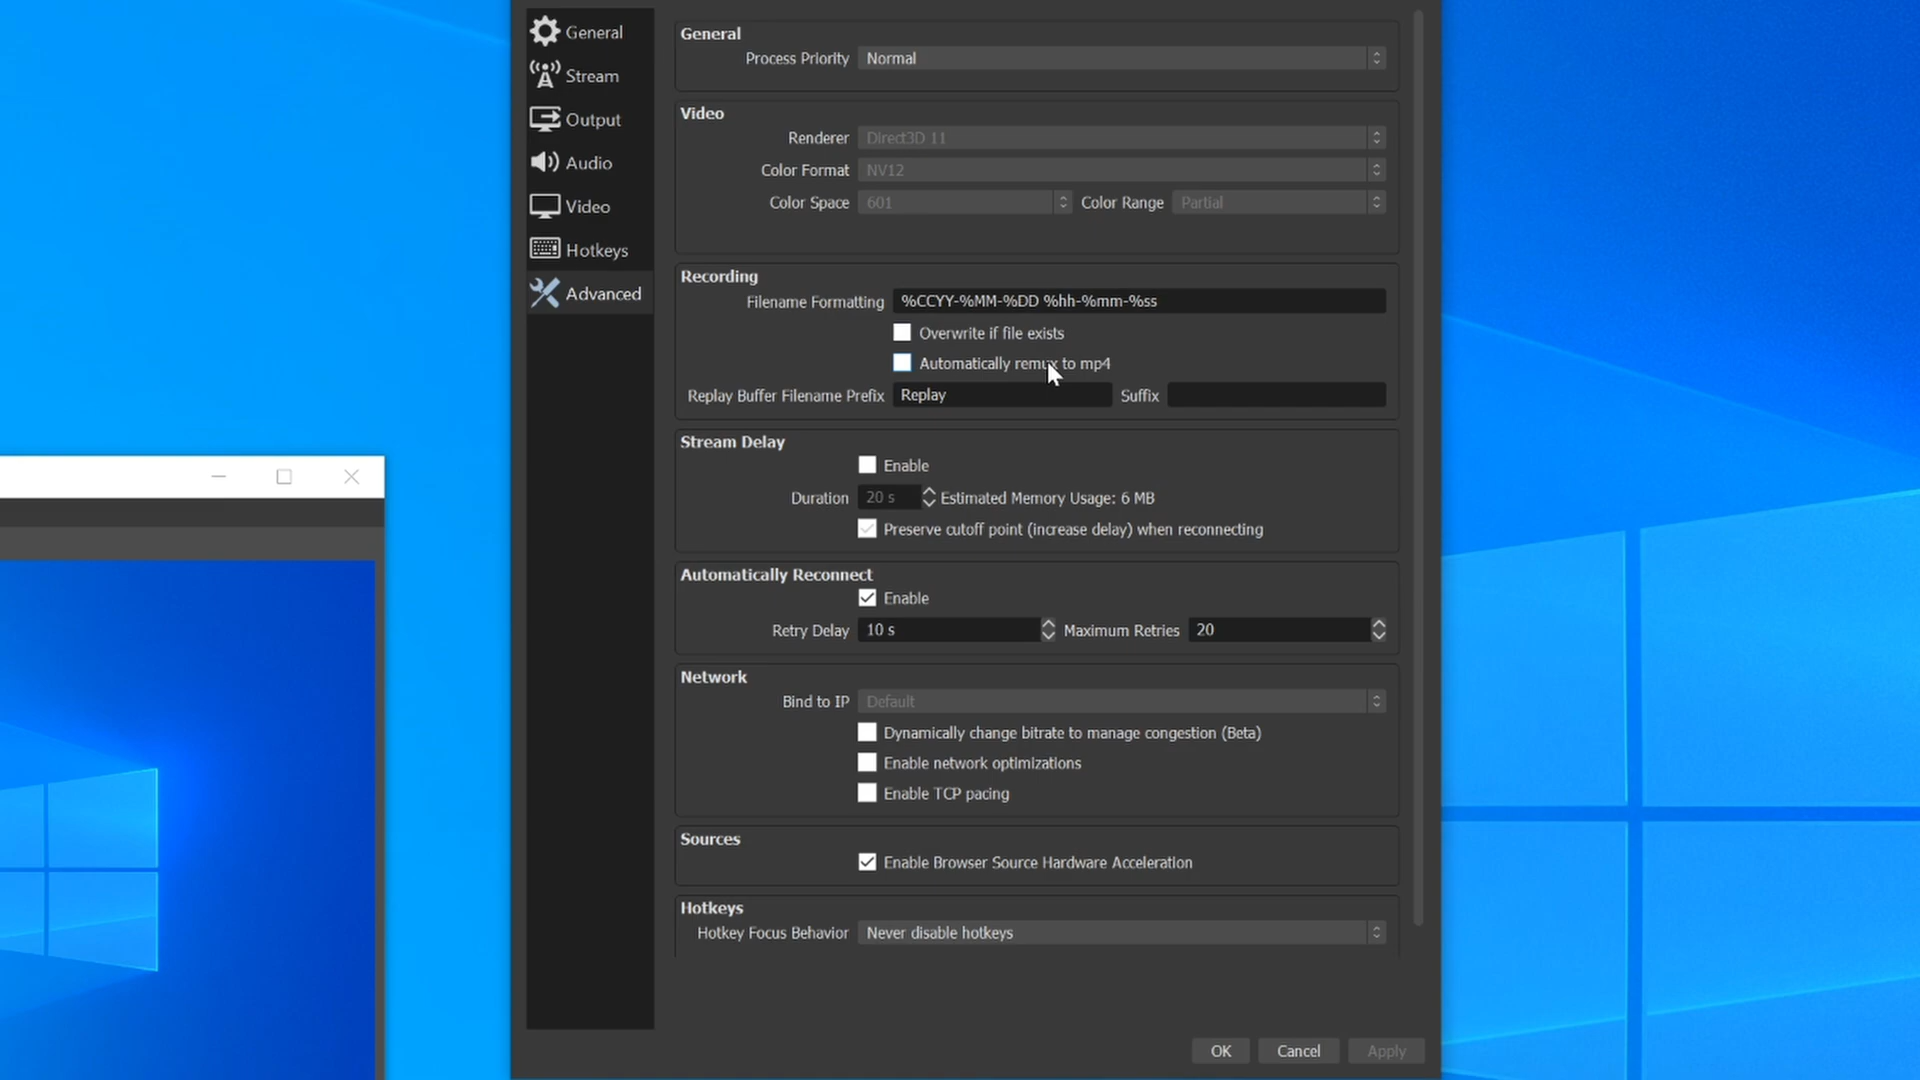 General
Stream
Output
Audio
Video
Hotkeys
Advanced
General
Process Priority Normal
Video
Renderer Direct3D 11
Color Format NV12
Color Space 601 Color Range Partial
Recording
Filename Formatting %CCYY-%MM-%DD %hh-%mm-%ss
Overwrite if file exists
Automatically remux to mp4
Replay Buffer Filename Prefix Replay Suffix
Stream Delay
Enable
Duration 20 s Estimated Memory Usage: 6 MB
Preserve cutoff point (increase delay) when reconnecting
Automatically Reconnect
Enable
Retry Delay 10 s Maximum Retries 20
Network
Bind to IP Default
Dynamically change bitrate to manage congestion (Beta)
Enable network optimizations
Enable TCP pacing
Sources
Enable Browser Source Hardware Acceleration
Hotkeys
Hotkey Focus Behavior Never disable hotkeys
OK Cancel Apply